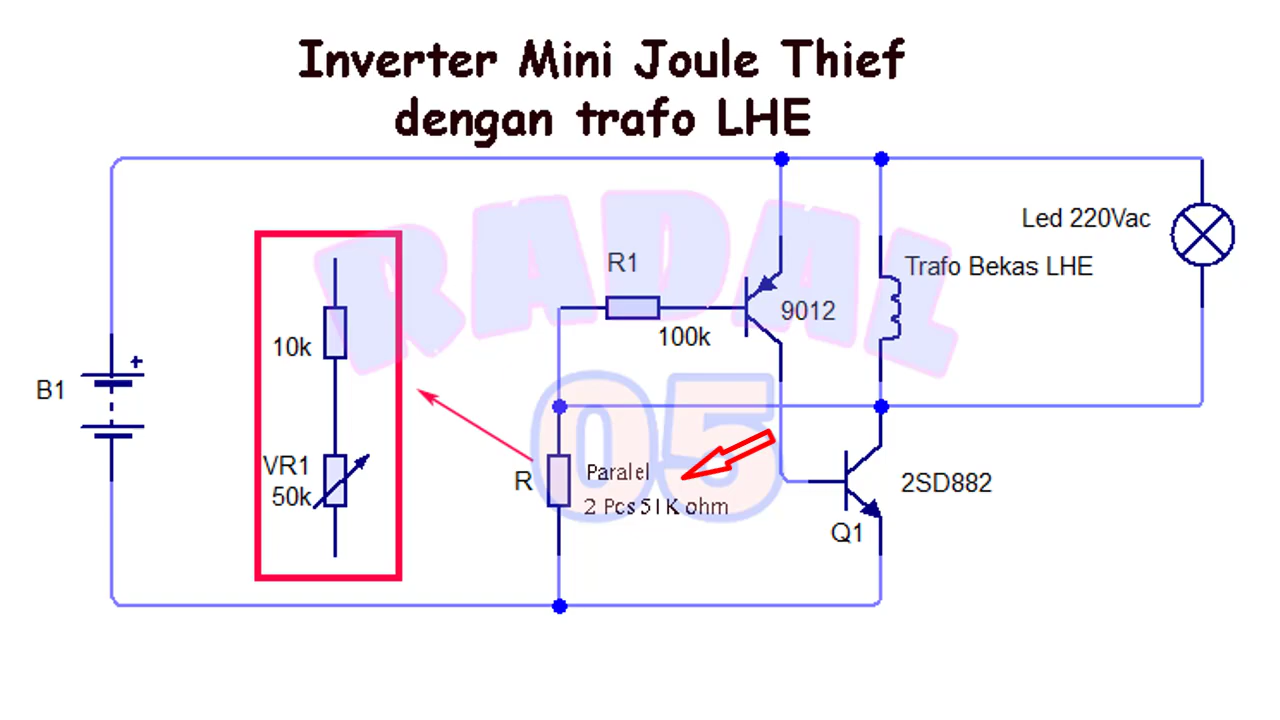 Inverter Mini Joule Thief
dengan trafo LHE
RADAL
05
Led 220Vac
Trafo Bekas LHE
R1
100k
9012
10k
VR1
50k
B1
+
R
Paralel
2 Pcs 51K ohm
2SD882
Q1